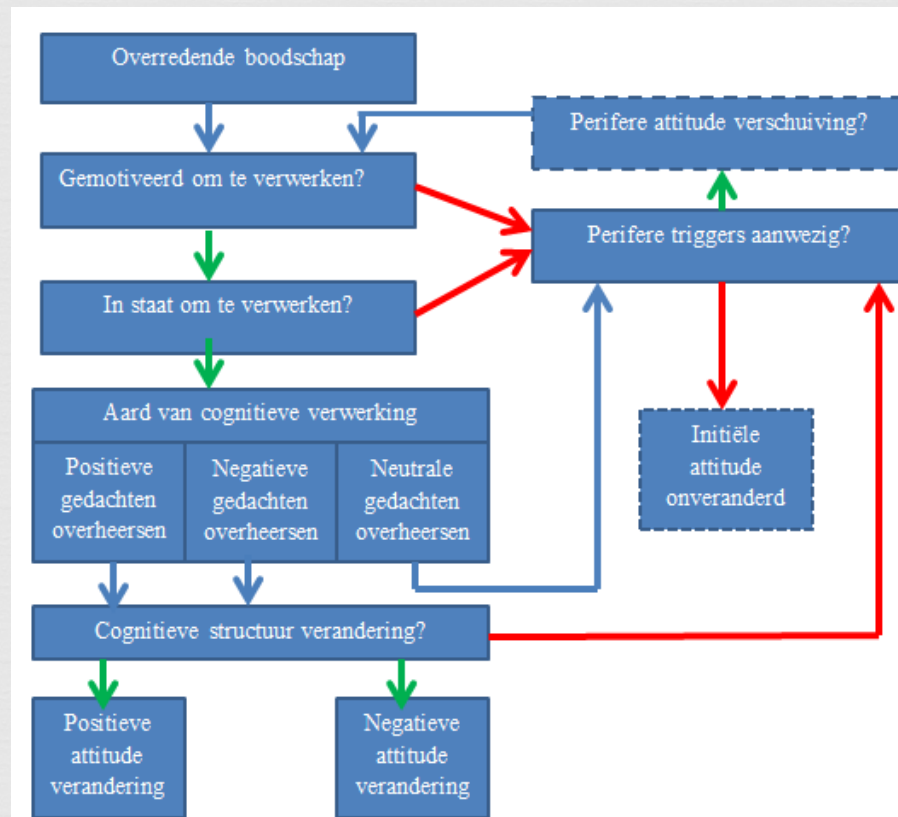 Overredende boodschap
Perifere attitude verschuiving?
Gemotiveerd om te verwerken?
Perifere triggers aanwezig?
In staat om te verwerken?
Aard van cognitieve verwerking
Positieve
gedachten
overheersen
Negatieve
gedachten
overheersen
Neutrale
gedachten
overheersen
Initiële
attitude
onveranderd
Cognitieve structuur verandering?
Positieve
attitude
verandering
Negatieve
attitude
verandering